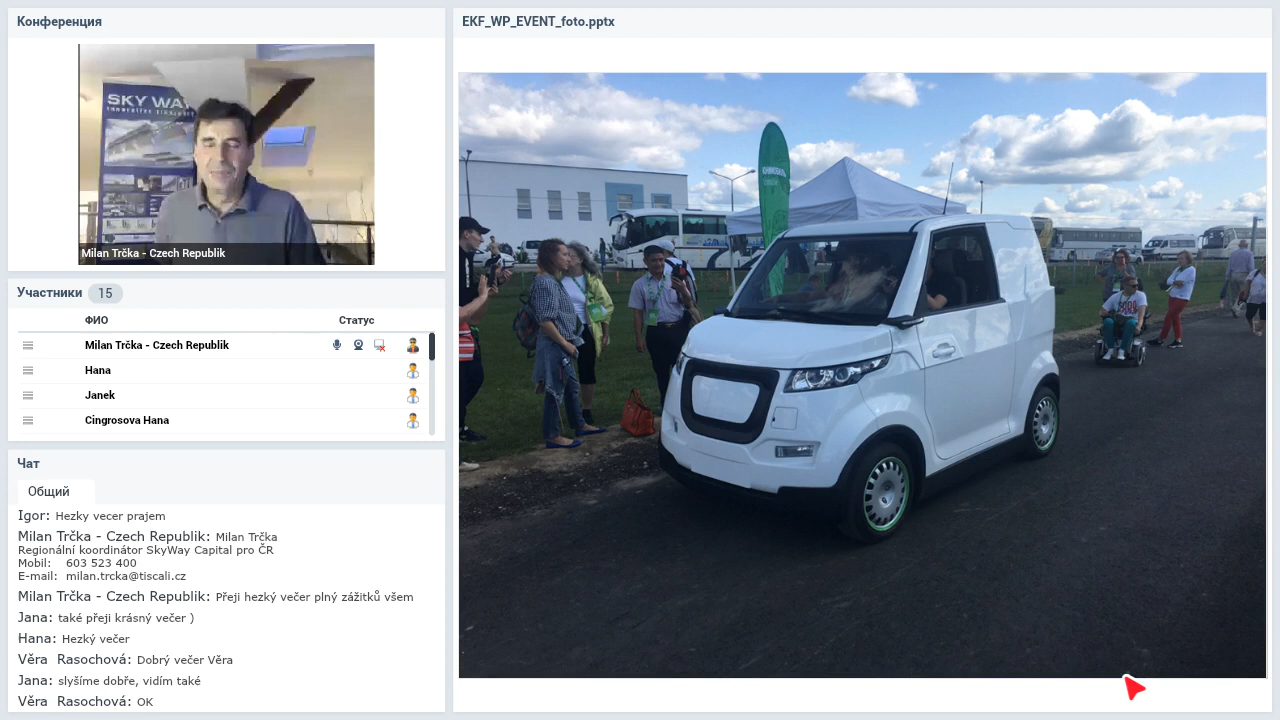 Конференция
SKY WAY
Milan Trčka - Czech Republik
Участники 15
ФИО Статус
Milan Trčka - Czech Republik
Hana
Janek
Cingrosova Hana
Чат
Общий
Igor: Hezky vecer prajem
Milan Trčka - Czech Republik: Milan Trčka
Regionální koordinátor SkyWay Capital pro ČR
Mobil: 603 523 400
E-mail: milan.trcka@tiscali.cz
Milan Trčka - Czech Republik: Přeji hezký večer plný zážitků všem
Jana: také přeji krásný večer )
Hana: Hezký večer
Věra Rasochová: Dobrý večer Věra
Jana: slyšíme dobře, vidím také
Věra Rasochová: OK
EKF_WP_EVENT_foto.pptx